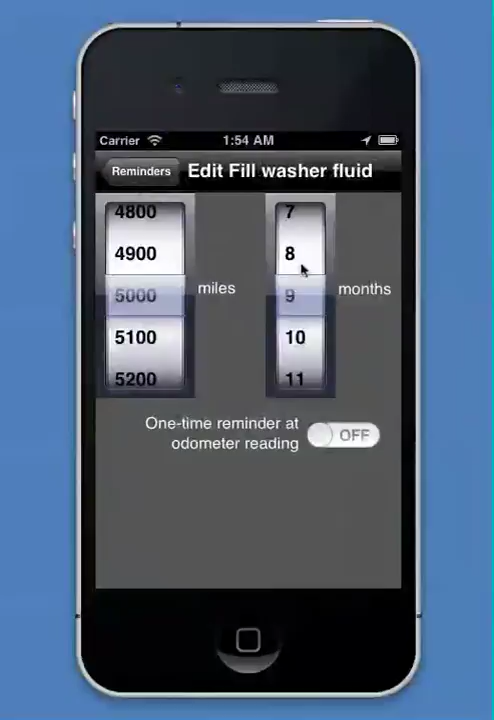 Carrier 1:54 AM
Reminders Edit Fill washer fluid
4800 7
4900 8
5000 miles 9 months
5100 10
5200 11
One-time reminder at
odometer reading OFF